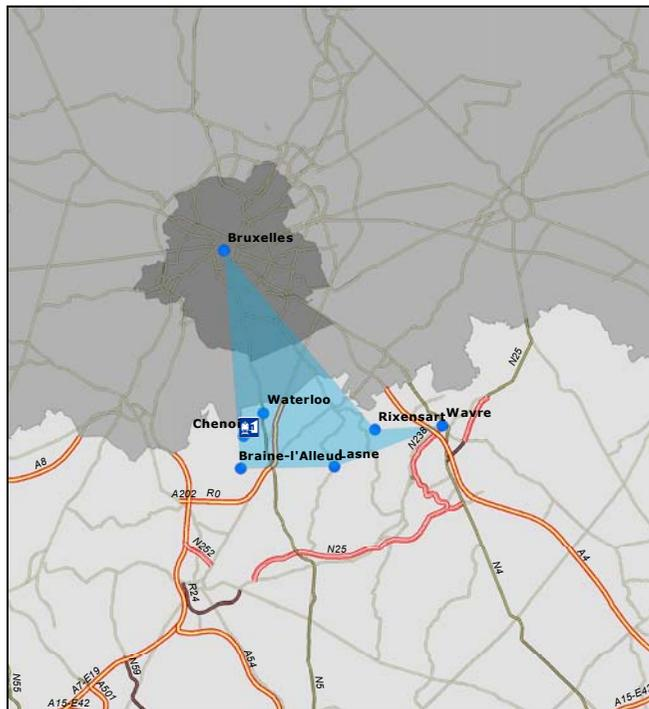 Bruxelles
N25
Waterloo
Rixensart
Wavre
Braine-l'Alleud
Lasne
N238
A8
A202
R0
N252
N25
A4
N4
R24
A54
N59
A7-E19
A501
N55
N5
A15-E42
A15-E42